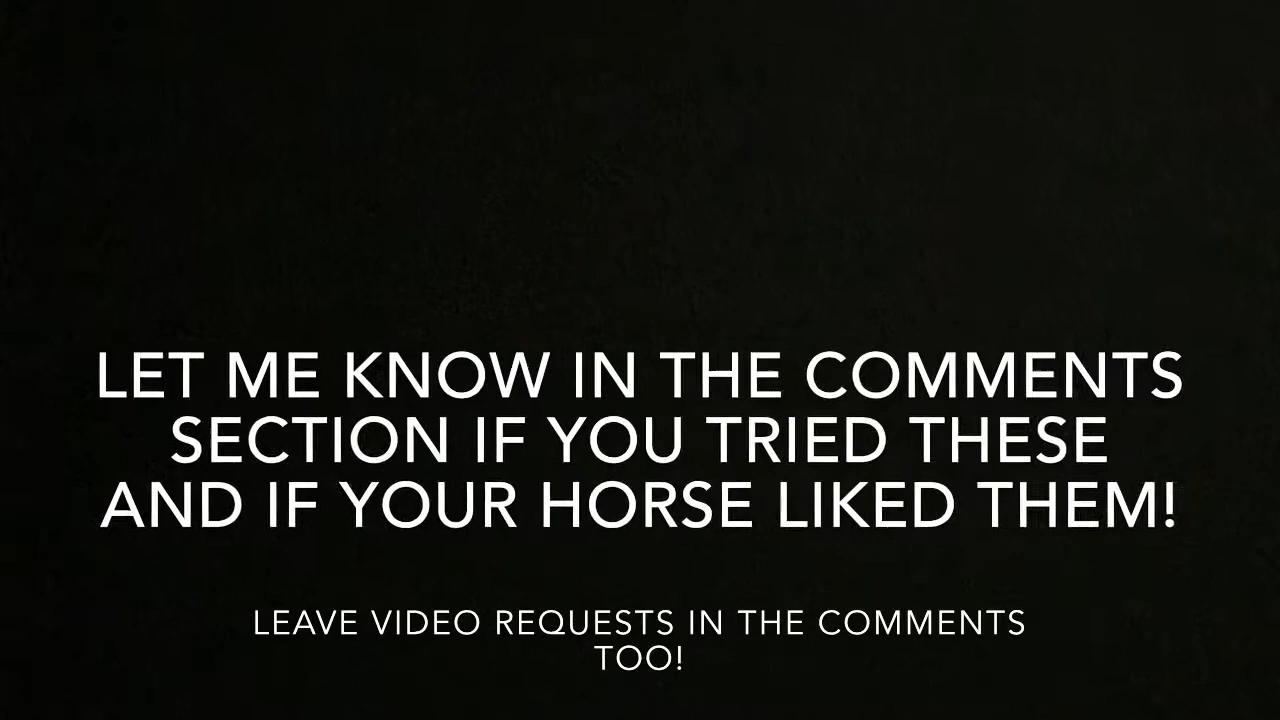 LET ME KNOW IN THE COMMENTS
SECTION IF YOU TRIED THESE
AND IF YOUR HORSE LIKED THEM!
LEAVE VIDEO REQUESTS IN THE COMMENTS
TOO!